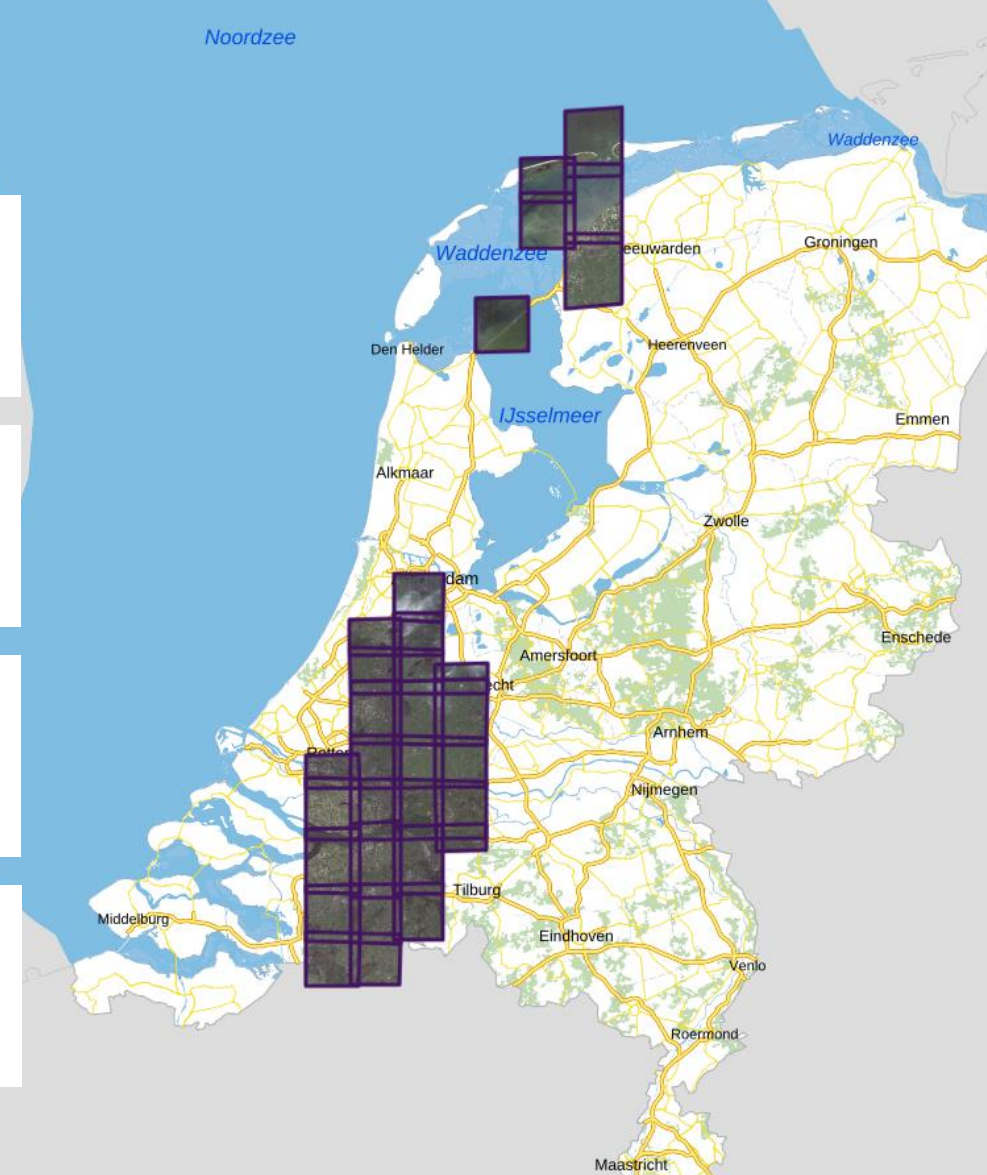 Noordzee
Waddenzee
Groningen
eeuwarden
Waddenzee
Heerenveen
Den Helder
IJsselmeer
Emmen
Alkmaar
Zwolle
dam
Enschede
Amersfoort
echt
Arnhem
Rotter
Nijmegen
Tilburg
Middelburg
Eindhoven
Venlo
Roermond
Maastricht